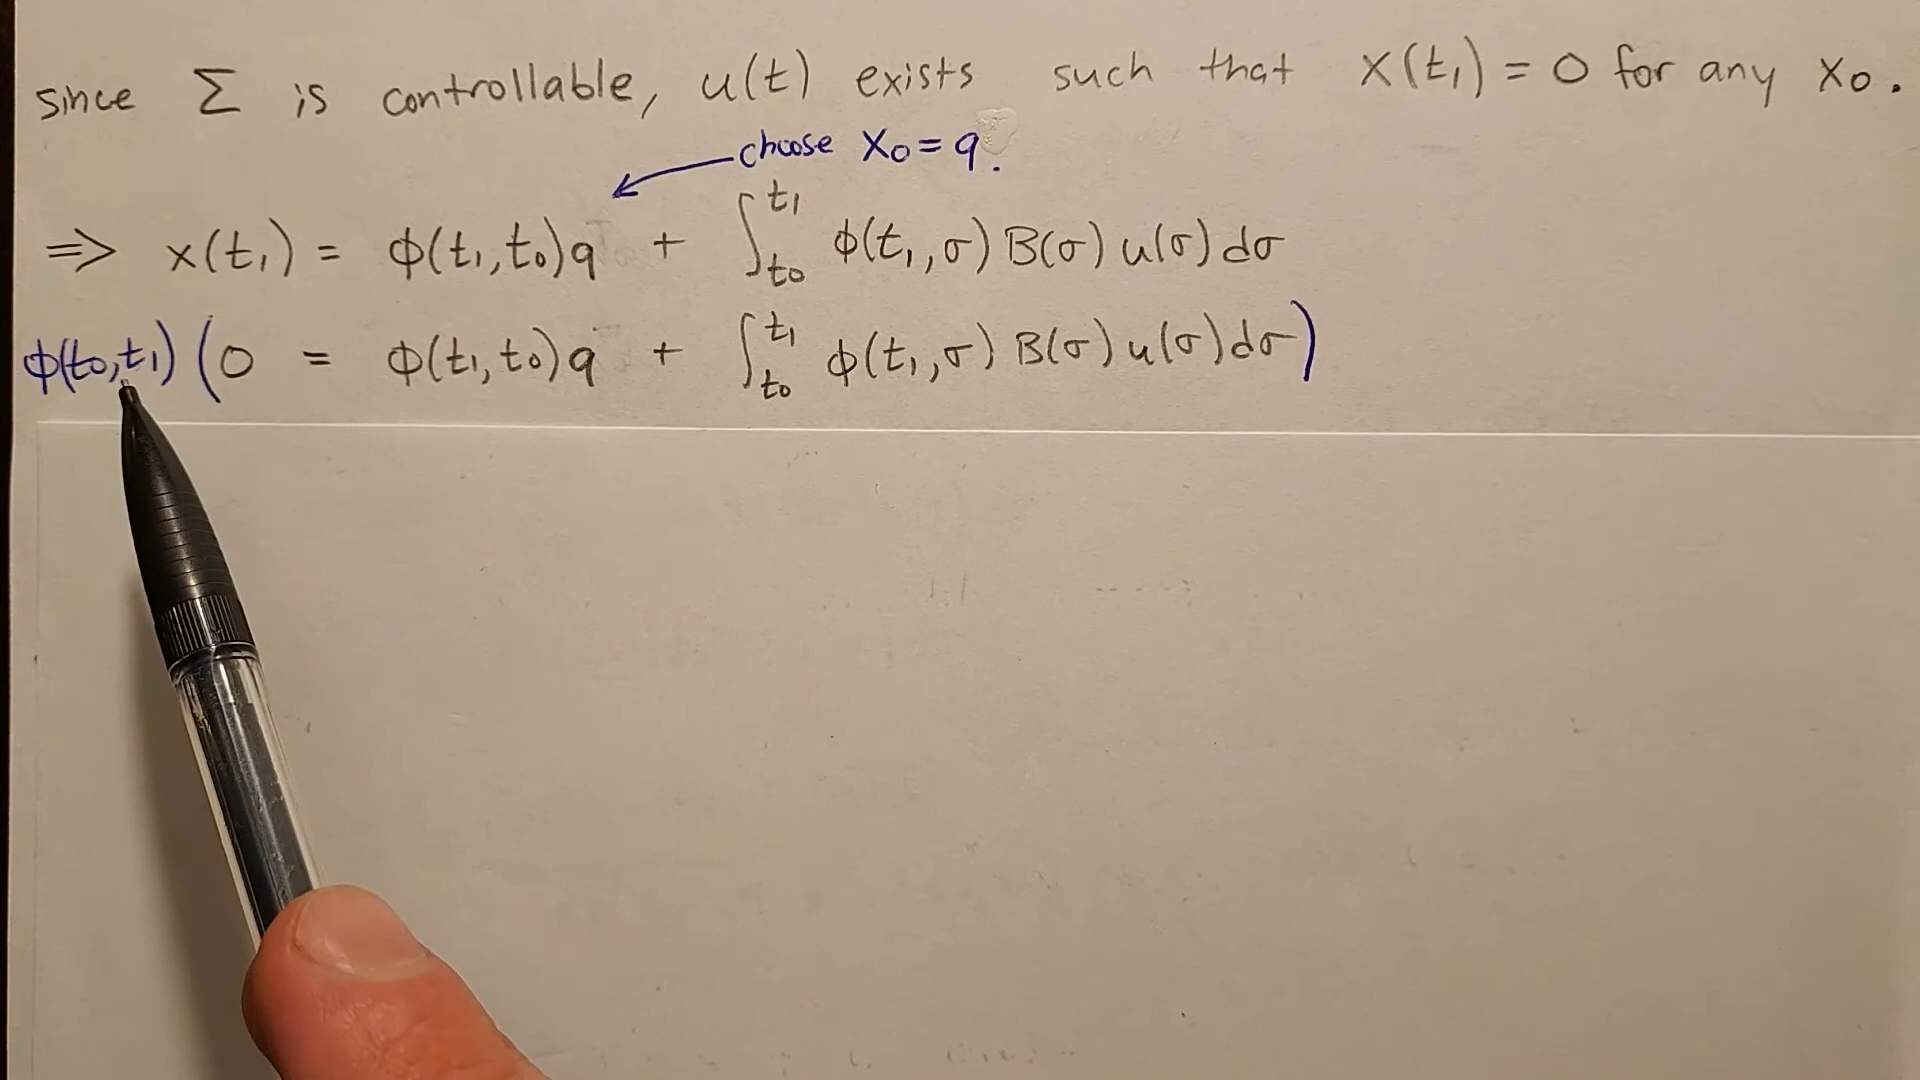 since Σ is controllable, u(t) exists such that x(t₁) = 0 for any x₀.
choose x₀ = q.
⇒ x(t₁) = ϕ(t₁,t₀)q + ∫_{t₀}^{t₁} ϕ(t₁,σ) B(σ) u(σ) dσ
ϕ(t₀,t₁) (0 = ϕ(t₁,t₀)q + ∫_{t₀}^{t₁} ϕ(t₁,σ) B(σ) u(σ) dσ)